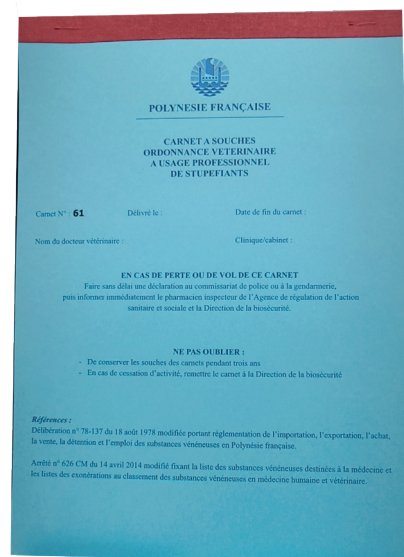 POLYNESIE FRANÇAISE
CARNET A SOUCHES
ORDONNANCE VETERINAIRE
A USAGE PROFESSIONNEL
DE STUPEFIANTS
Carnet N° : 61 Délivré le : Date de fin du carnet :
Nom du docteur vétérinaire : Clinique/cabinet :
EN CAS DE PERTE OU DE VOL DE CE CARNET
Faire sans délai une déclaration au commissariat de police ou à la gendarmerie,
puis informer immédiatement le pharmacien inspecteur de l'Agence de régulation de l'action
sanitaire et sociale et la Direction de la biosécurité.
NE PAS OUBLIER :
- De conserver les souches des carnets pendant trois ans
- En cas de cessation d'activité, remettre le carnet à la Direction de la biosécurité
Références :
Délibération n° 78-137 du 18 août 1978 modifiée portant réglementation de l'importation, l'exportation, l'achat,
la vente, la détention et l'emploi des substances vénéneuses en Polynésie française.
Arrêté n° 626 CM du 14 avril 2014 modifié fixant la liste des substances vénéneuses destinées à la médecine et
les listes des exonérations au classement des substances vénéneuses en médecine humaine et vétérinaire.